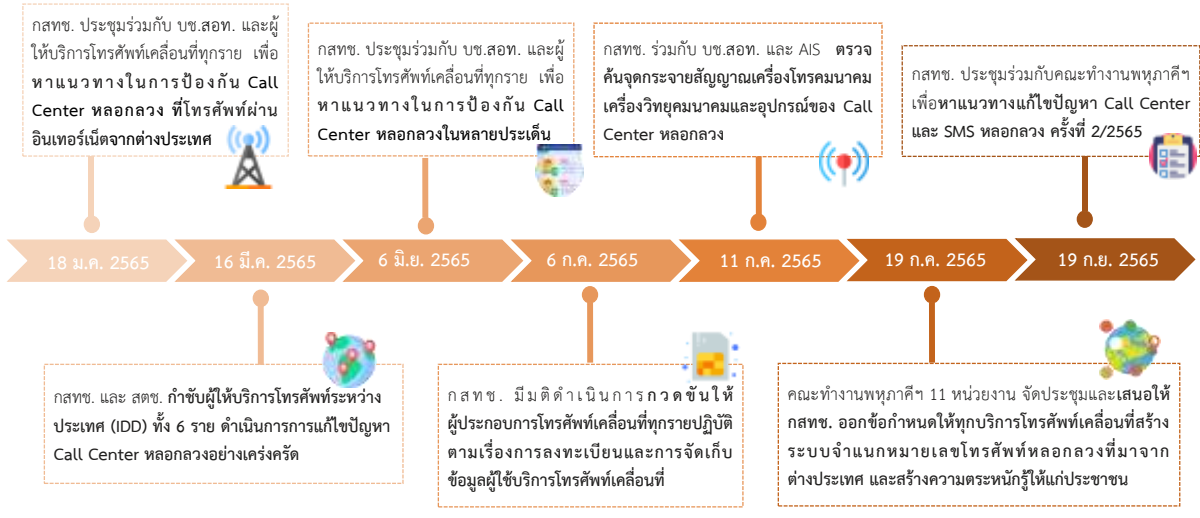 กสทช. ประชุมร่วมกับ บช.สอท. และผู้
ให้บริการโทรศัพท์เคลื่อนที่ทุกราย เพื่อ
หาแนวทางในการป้องกัน Call
Center หลอกลวง ที่โทรศัพท์ผ่าน
อินเทอร์เน็ตจากต่างประเทศ
กสทช. ประชุมร่วมกับ บช.สอท. และผู้
ให้บริการโทรศัพท์เคลื่อนที่ทุกราย เพื่อ
หาแนวทางในการป้องกัน Call
Center หลอกลวงในหลายประเด็น
กสทช. ร่วมกับ บช.สอท. และ AIS ตรวจ
ค้นจุดกระจายสัญญาณเครื่องโทรคมนาคม
เครื่องวิทยุคมนาคมและอุปกรณ์ของ Call
Center หลอกลวง
กสทช. ประชุมร่วมกับคณะทำงานพหุภาคีฯ
เพื่อหาแนวทางแก้ไขปัญหา Call Center
และ SMS หลอกลวง ครั้งที่ 2/2565
18 ม.ค. 2565
16 มี.ค. 2565
6 มิ.ย. 2565
6 ก.ค. 2565
11 ก.ค. 2565
19 ก.ค. 2565
19 ก.ย. 2565
กสทช. และ สตช. กำชับผู้ให้บริการโทรศัพท์ระหว่าง
ประเทศ (IDD) ทั้ง 6 ราย ดำเนินการการแก้ไขปัญหา
Call Center หลอกลวงอย่างเคร่งครัด
กสทช. มีมติดำเนินการกวดขันให้
ผู้ประกอบการโทรศัพท์เคลื่อนที่ทุกรายปฏิบัติ
ตามเรื่องการลงทะเบียนและการจัดเก็บ
ข้อมูลผู้ใช้บริการโทรศัพท์เคลื่อนที่
คณะทำงานพหุภาคีฯ 11 หน่วยงาน จัดประชุมและเสนอให้
กสทช. ออกข้อกำหนดให้ทุกบริการโทรศัพท์เคลื่อนที่สร้าง
ระบบจำแนกหมายเลขโทรศัพท์หลอกลวงที่มาจาก
ต่างประเทศ และสร้างความตระหนักรู้ให้แก่ประชาชน